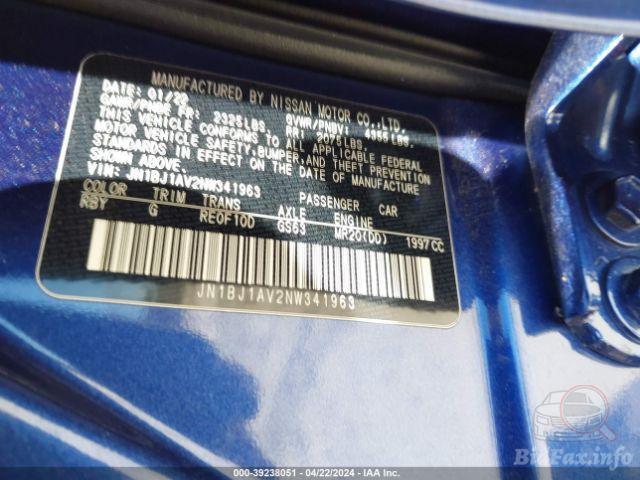 MANUFACTURED BY NISSAN MOTOR CO., LTD.
DATE: 01/
GAWR/PNBE FR: 2325LBS. GVWR/PNBV: 4355LBS.
RR: LBS.
THIS VEHICLE CONFORMS TO ALL APPLICABLE FEDERAL
MOTOR VEHICLE SAFETY, BUMPER, AND THEFT PREVENTION
STANDARDS IN EFFECT ON THE DATE OF MANUFACTURE
SHOWN ABOVE.
VIN: JN1BJ1AV2NW341963 PASSENGER CAR
COLOR TRIM TRANS AXLE ENGINE
RBY G RE0F10D GS63 MR20(DD) 1997CC
JN1BJ1AV2NW341963
BidFax.info
000-39238051 - 04/22/2024 - IAA Inc.